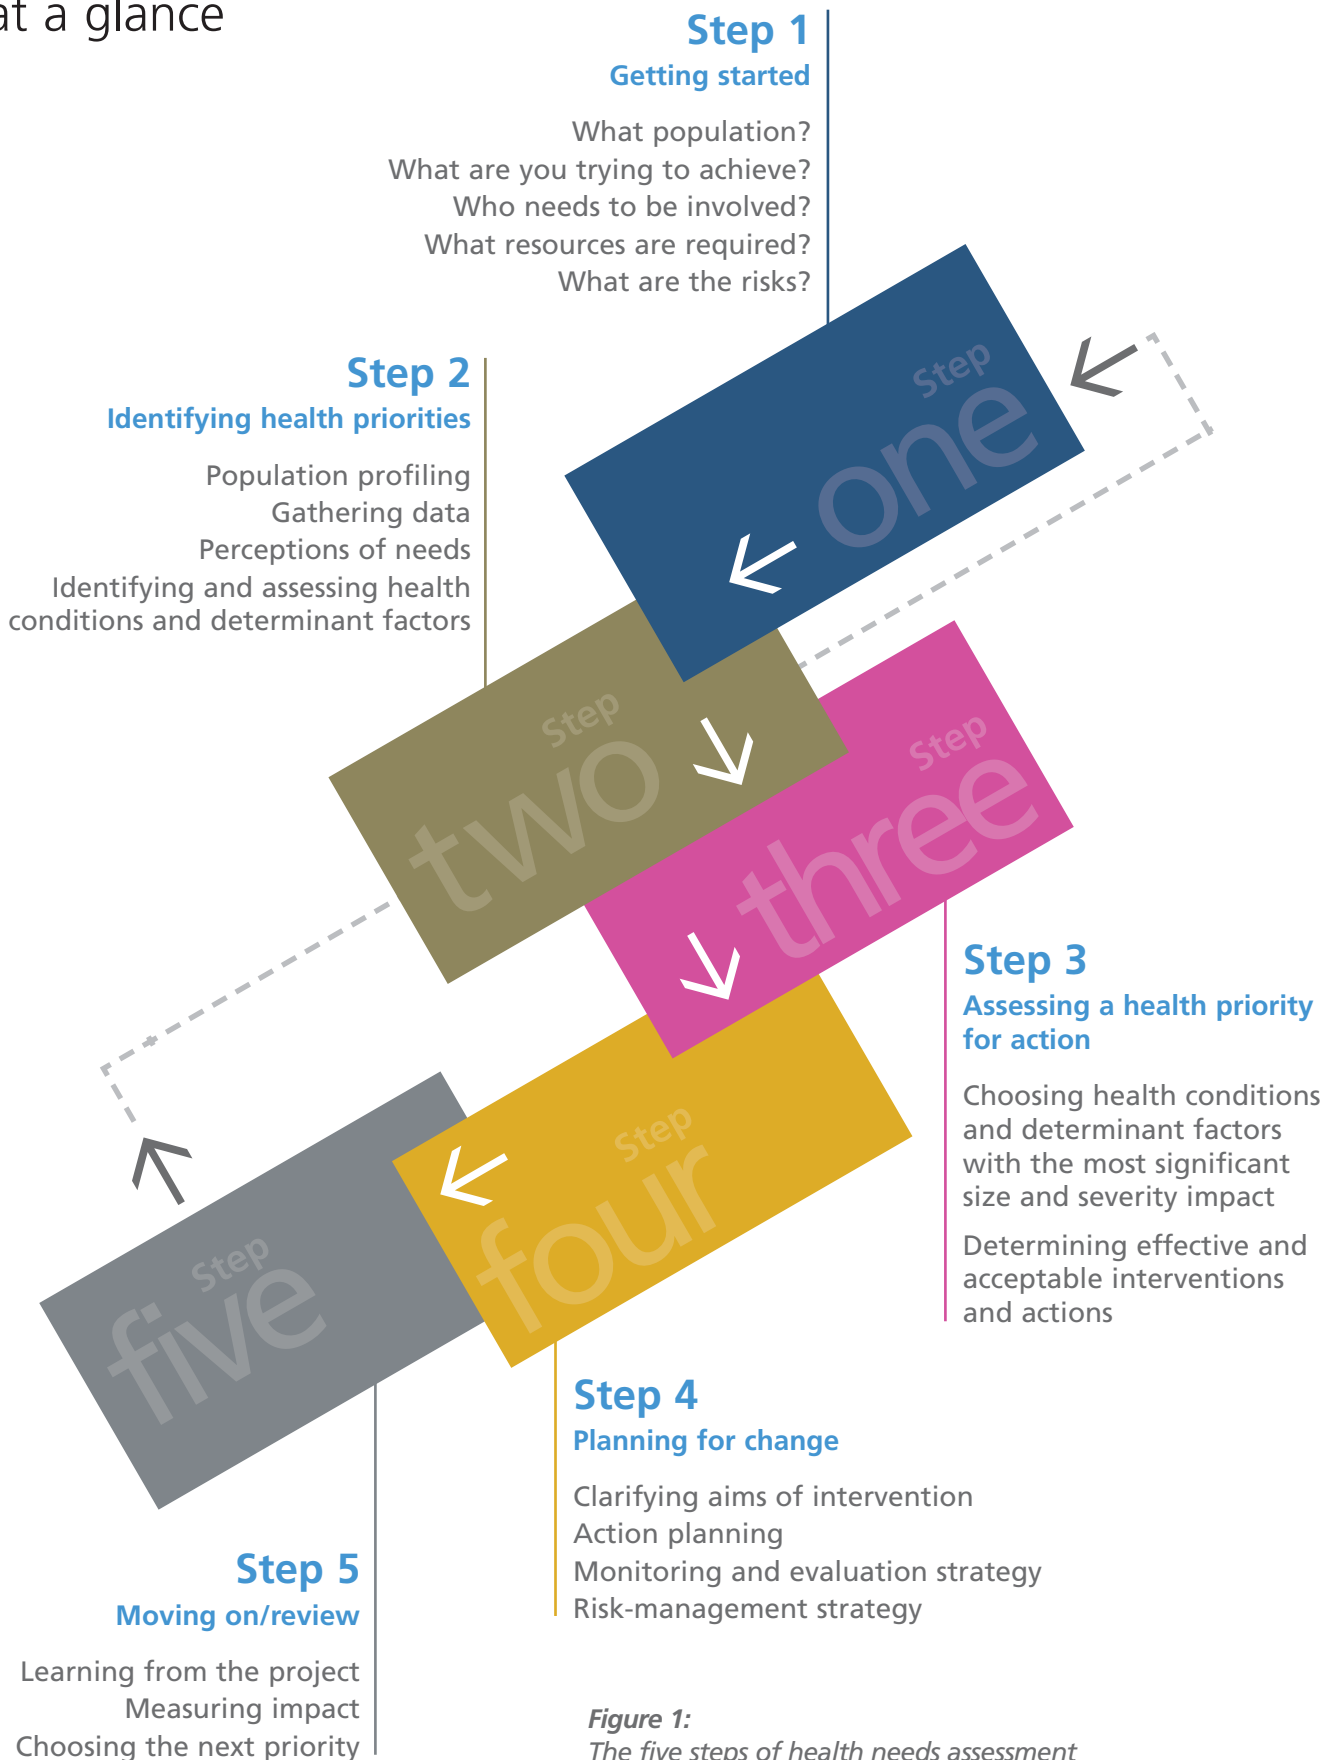 at a glance
Step 1
Getting started
What population?
What are you trying to achieve?
Who needs to be involved?
What resources are required?
What are the risks?
Step
one
Step 2
Identifying health priorities
Population profiling
Gathering data
Perceptions of needs
Identifying and assessing health
conditions and determinant factors
Step
two
Step
three
Step 3
Assessing a health priority
for action
Choosing health conditions
and determinant factors
with the most significant
size and severity impact
Determining effective and
acceptable interventions
and actions
Step
four
Step 4
Planning for change
Clarifying aims of intervention
Action planning
Monitoring and evaluation strategy
Risk-management strategy
Step
five
Step 5
Moving on/review
Learning from the project
Measuring impact
Choosing the next priority
Figure 1:
The five steps of health needs assessment